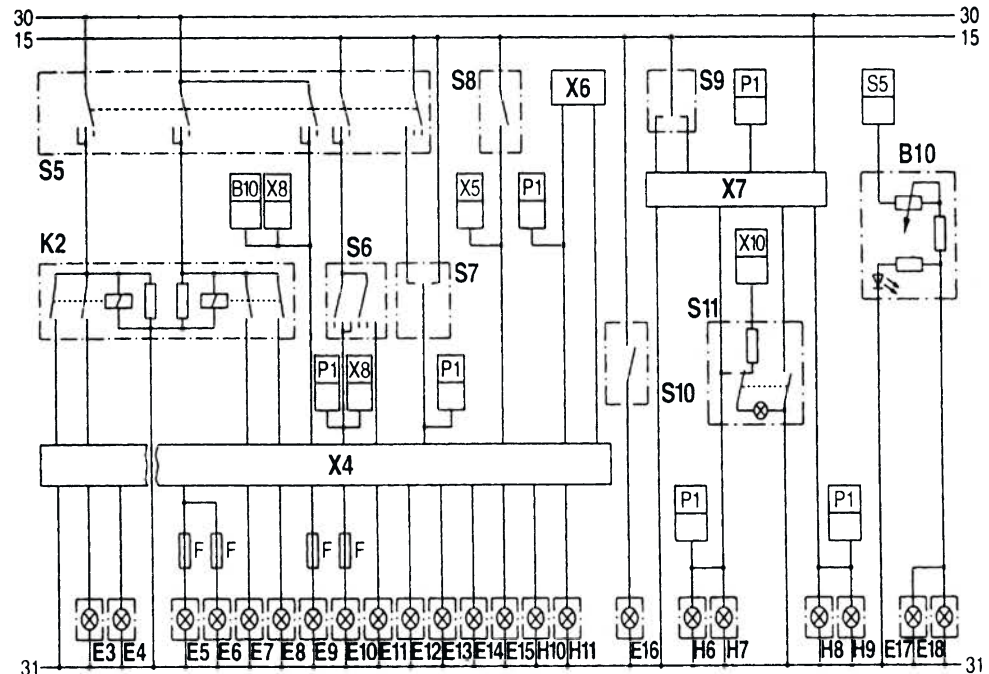 30 30
15 15
S5
B10 X8
K2
S6
S7
P1 X8
P1
S8
X6
X5 P1
S9 P1
S5
X7
B10
X10
S11
S10
X4
P1
P1
F F F F
E3 E4 E5 E6 E7 E8 E9 E10 E11 E12 E13 E14 E15 H10 H11 E16 H6 H7 H8 H9 E17 E18
31 31